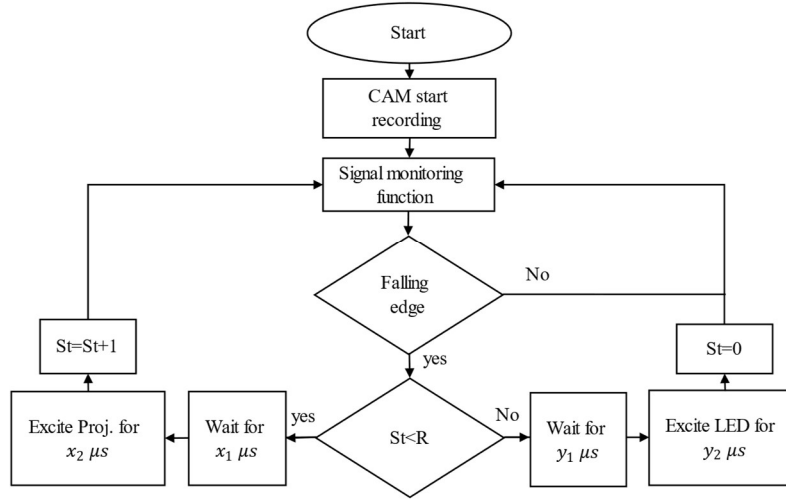 Start
CAM start
recording
Signal monitoring
function
Falling
edge
No
yes
St=St+1
St=0
Excite Proj. for
x₂ μs
Wait for
x₁ μs
yes
St<R
No
Wait for
y₁ μs
Excite LED for
y₂ μs